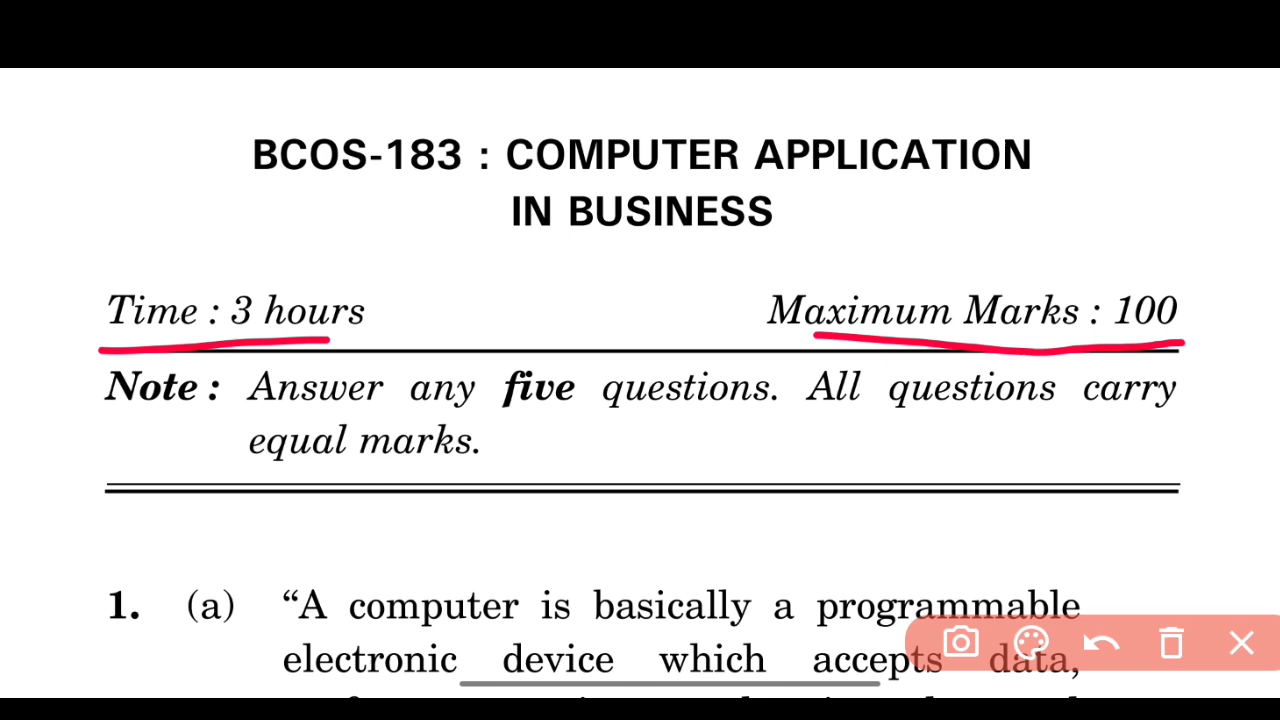 BCOS-183 : COMPUTER APPLICATION
IN BUSINESS
Time : 3 hours
Maximum Marks : 100
Note : Answer any five questions. All questions carry
equal marks.
1. (a) “A computer is basically a programmable
electronic device which accepts data,